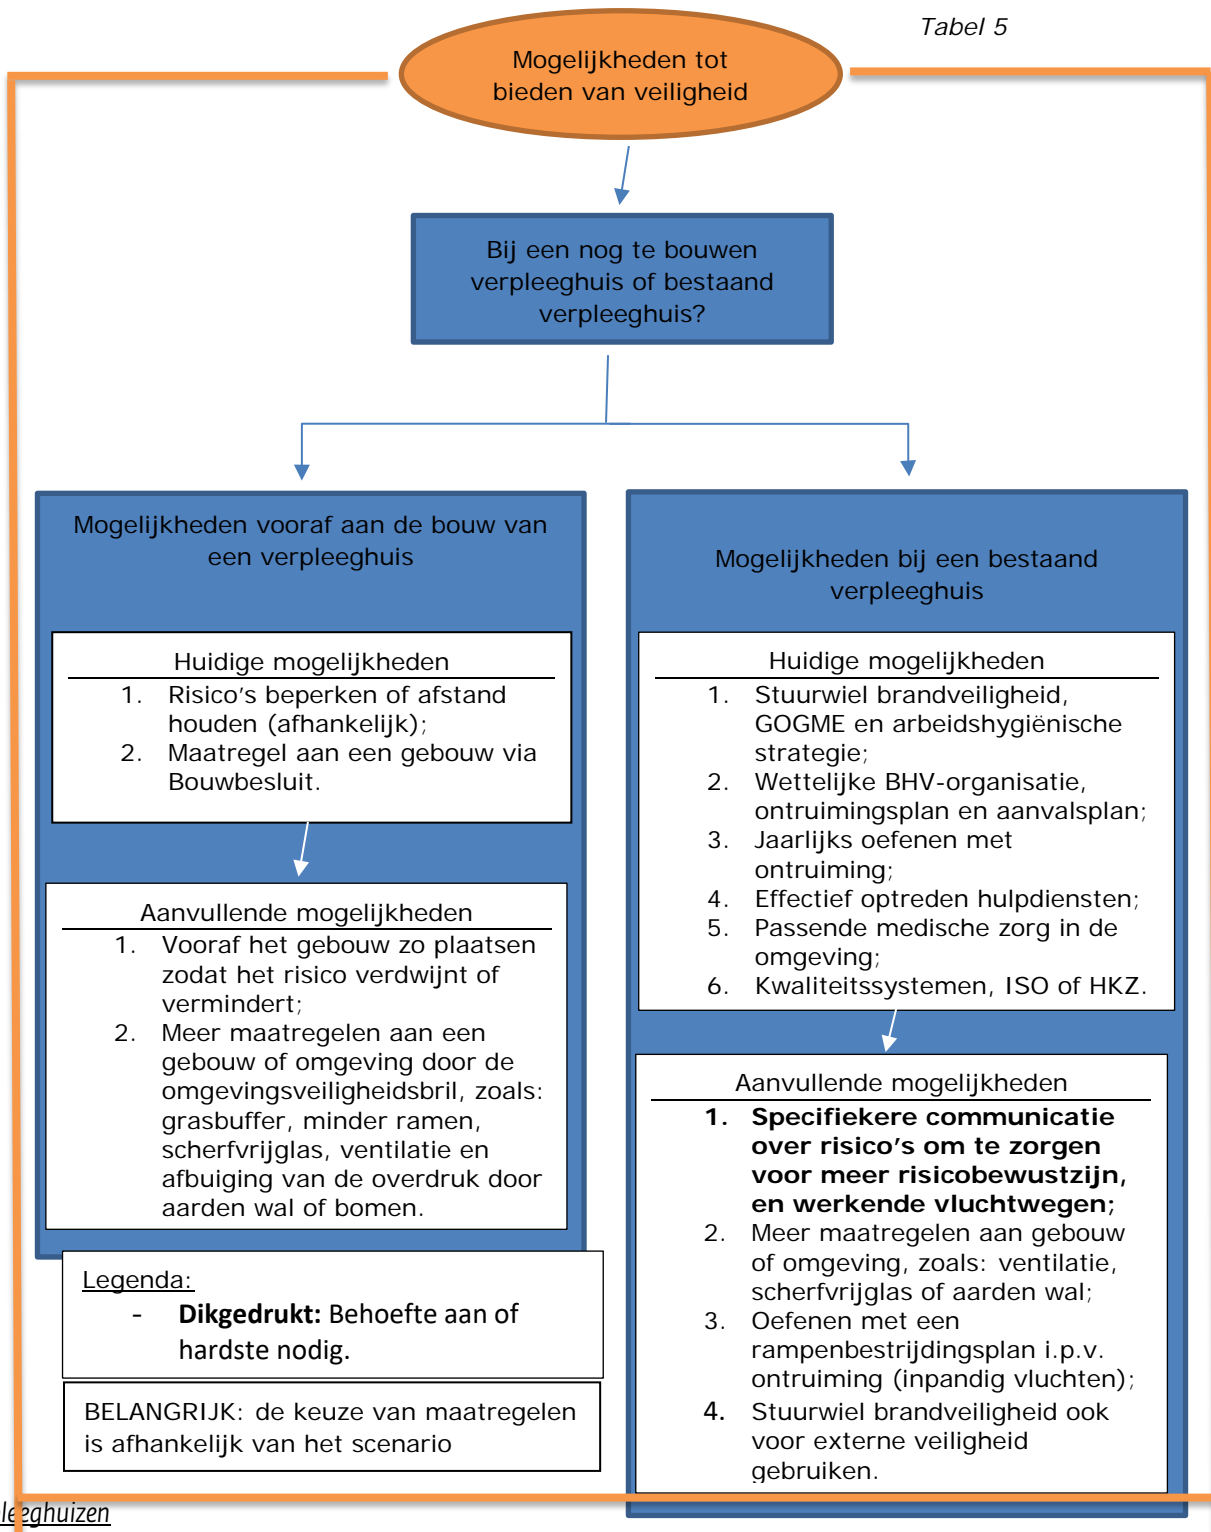 Tabel 5
Mogelijkheden tot
bieden van veiligheid
Bij een nog te bouwen
verpleeghuis of bestaand
verpleeghuis?
Mogelijkheden vooraf aan de bouw van
een verpleeghuis
Huidige mogelijkheden
1. Risico's beperken of afstand
houden (afhankelijk);
2. Maatregel aan een gebouw via
Bouwbesluit.
Aanvullende mogelijkheden
1. Vooraf het gebouw zo plaatsen
zodat het risico verdwijnt of
vermindert;
2. Meer maatregelen aan een
gebouw of omgeving door de
omgevingsveiligheidsbril, zoals:
grasbuffer, minder ramen,
scherfvrijglas, ventilatie en
afbuiging van de overdruk door
aarden wal of bomen.
Legenda:
- Dikgedrukt: Behoefte aan of
hardste nodig.
BELANGRIJK: de keuze van maatregelen
is afhankelijk van het scenario
Mogelijkheden bij een bestaand
verpleeghuis
Huidige mogelijkheden
1. Stuurwiel brandveiligheid,
GOGME en arbeidshygiënische
strategie;
2. Wettelijke BHV-organisatie,
ontruimingsplan en aanvalsplan;
3. Jaarlijks oefenen met
ontruiming;
4. Effectief optreden hulpdiensten;
5. Passende medische zorg in de
omgeving;
6. Kwaliteitssystemen, ISO of HKZ.
Aanvullende mogelijkheden
1. Specifiekere communicatie
over risico's om te zorgen
voor meer risicobewustzijn,
en werkende vluchtwegen;
2. Meer maatregelen aan gebouw
of omgeving, zoals: ventilatie,
scherfvrijglas of aarden wal;
3. Oefenen met een
rampenbestrijdingsplan i.p.v.
ontruiming (inpandig vluchten);
4. Stuurwiel brandveiligheid ook
voor externe veiligheid
gebruiken.
leeghuizen